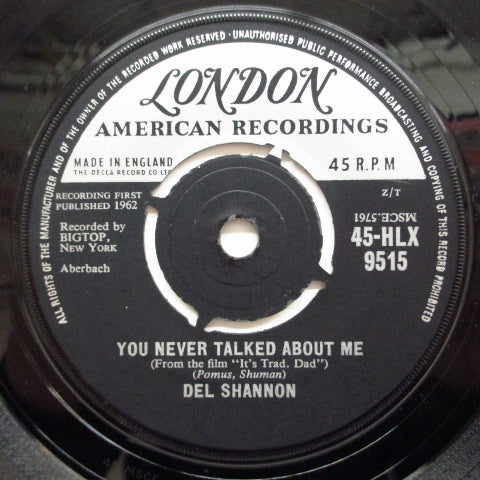 ALL RIGHTS OF THE MANUFACTURER AND OF THE OWNER OF THE RECORDED WORK RESERVED · UNAUTHORISED PUBLIC PERFORMANCE BROADCASTING AND COPYING OF THIS RECORD PROHIBITED
LONDON
AMERICAN RECORDINGS
MADE IN ENGLAND
THE DECCA RECORD CO LTD
45 R.P.M
RECORDING FIRST
PUBLISHED 1962
Z/T
Recorded by
BIGTOP,
New York
MSCE.5761
45-HLX
9515
Aberbach
YOU NEVER TALKED ABOUT ME
(From the film "It's Trad. Dad")
(Pomus, Shuman)
DEL SHANNON